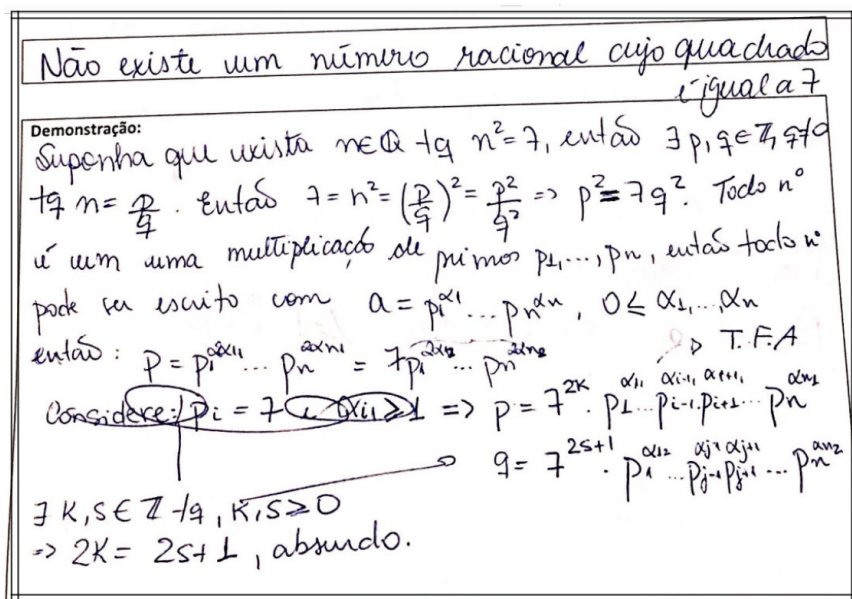 Não existe um número racional cujo quadrado
é igual a 7
Demonstração:
Suponha que exista n∈Q tq n²=7, então ∃p,q∈Z, q≠0
tq n=p/q. Então 7=n²=(p/q)²=p²/q² => p²=7q². Todo nº
é um uma multiplicação de primos p₁,...,pₙ, então todo nº
pode ser escrito com a=p₁^α₁...pₙ^αₙ, 0≤α₁,...,αₙ
então: p=p₁^2α₁₁...pₙ^2αₙ₁=7p₁^2α₁₂...pₙ^2αₙ₂
T.F.A
Considere: pᵢ=7 e αᵢ₁≥1 => p=7^2K.p₁^α₁₁...pᵢ₋₁^αᵢ₋₁,₁.pᵢ₊₁^αᵢ₊₁,₁...pₙ^αₙ₁
q=7^2s+1.p₁^α₁₂...pⱼ₋₁^αⱼ₋₁pⱼ₊₁^αⱼ₊₁...pₙ^αₙ₂
∃K,S∈Z tq, K,S≥0
=> 2K=2S+1, absurdo.